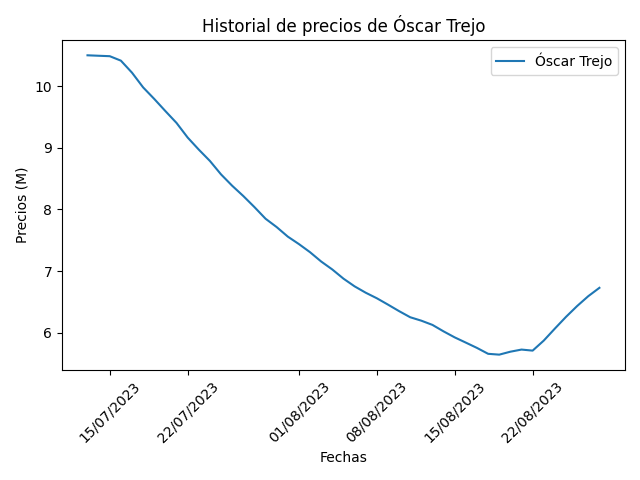 Historial de precios de Óscar Trejo
Óscar Trejo
Precios (M)
10
9
8
7
6
15/07/2023
22/07/2023
01/08/2023
08/08/2023
15/08/2023
22/08/2023
Fechas